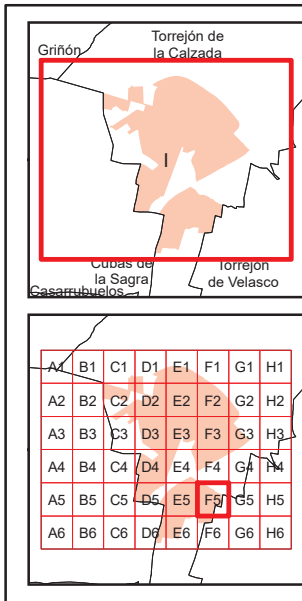 Torrejón de
la Calzada
Griñón
I
Cubas de
la Sagra
Torrejón
de Velasco
Casarrubuelos
A1 B1 C1 D1 E1 F1 G1 H1
A2 B2 C2 D2 E2 F2 G2 H2
A3 B3 C3 D3 E3 F3 G3 H3
A4 B4 C4 D4 E4 F4 G4 H4
A5 B5 C5 D5 E5 F5 G5 H5
A6 B6 C6 D6 E6 F6 G6 H6